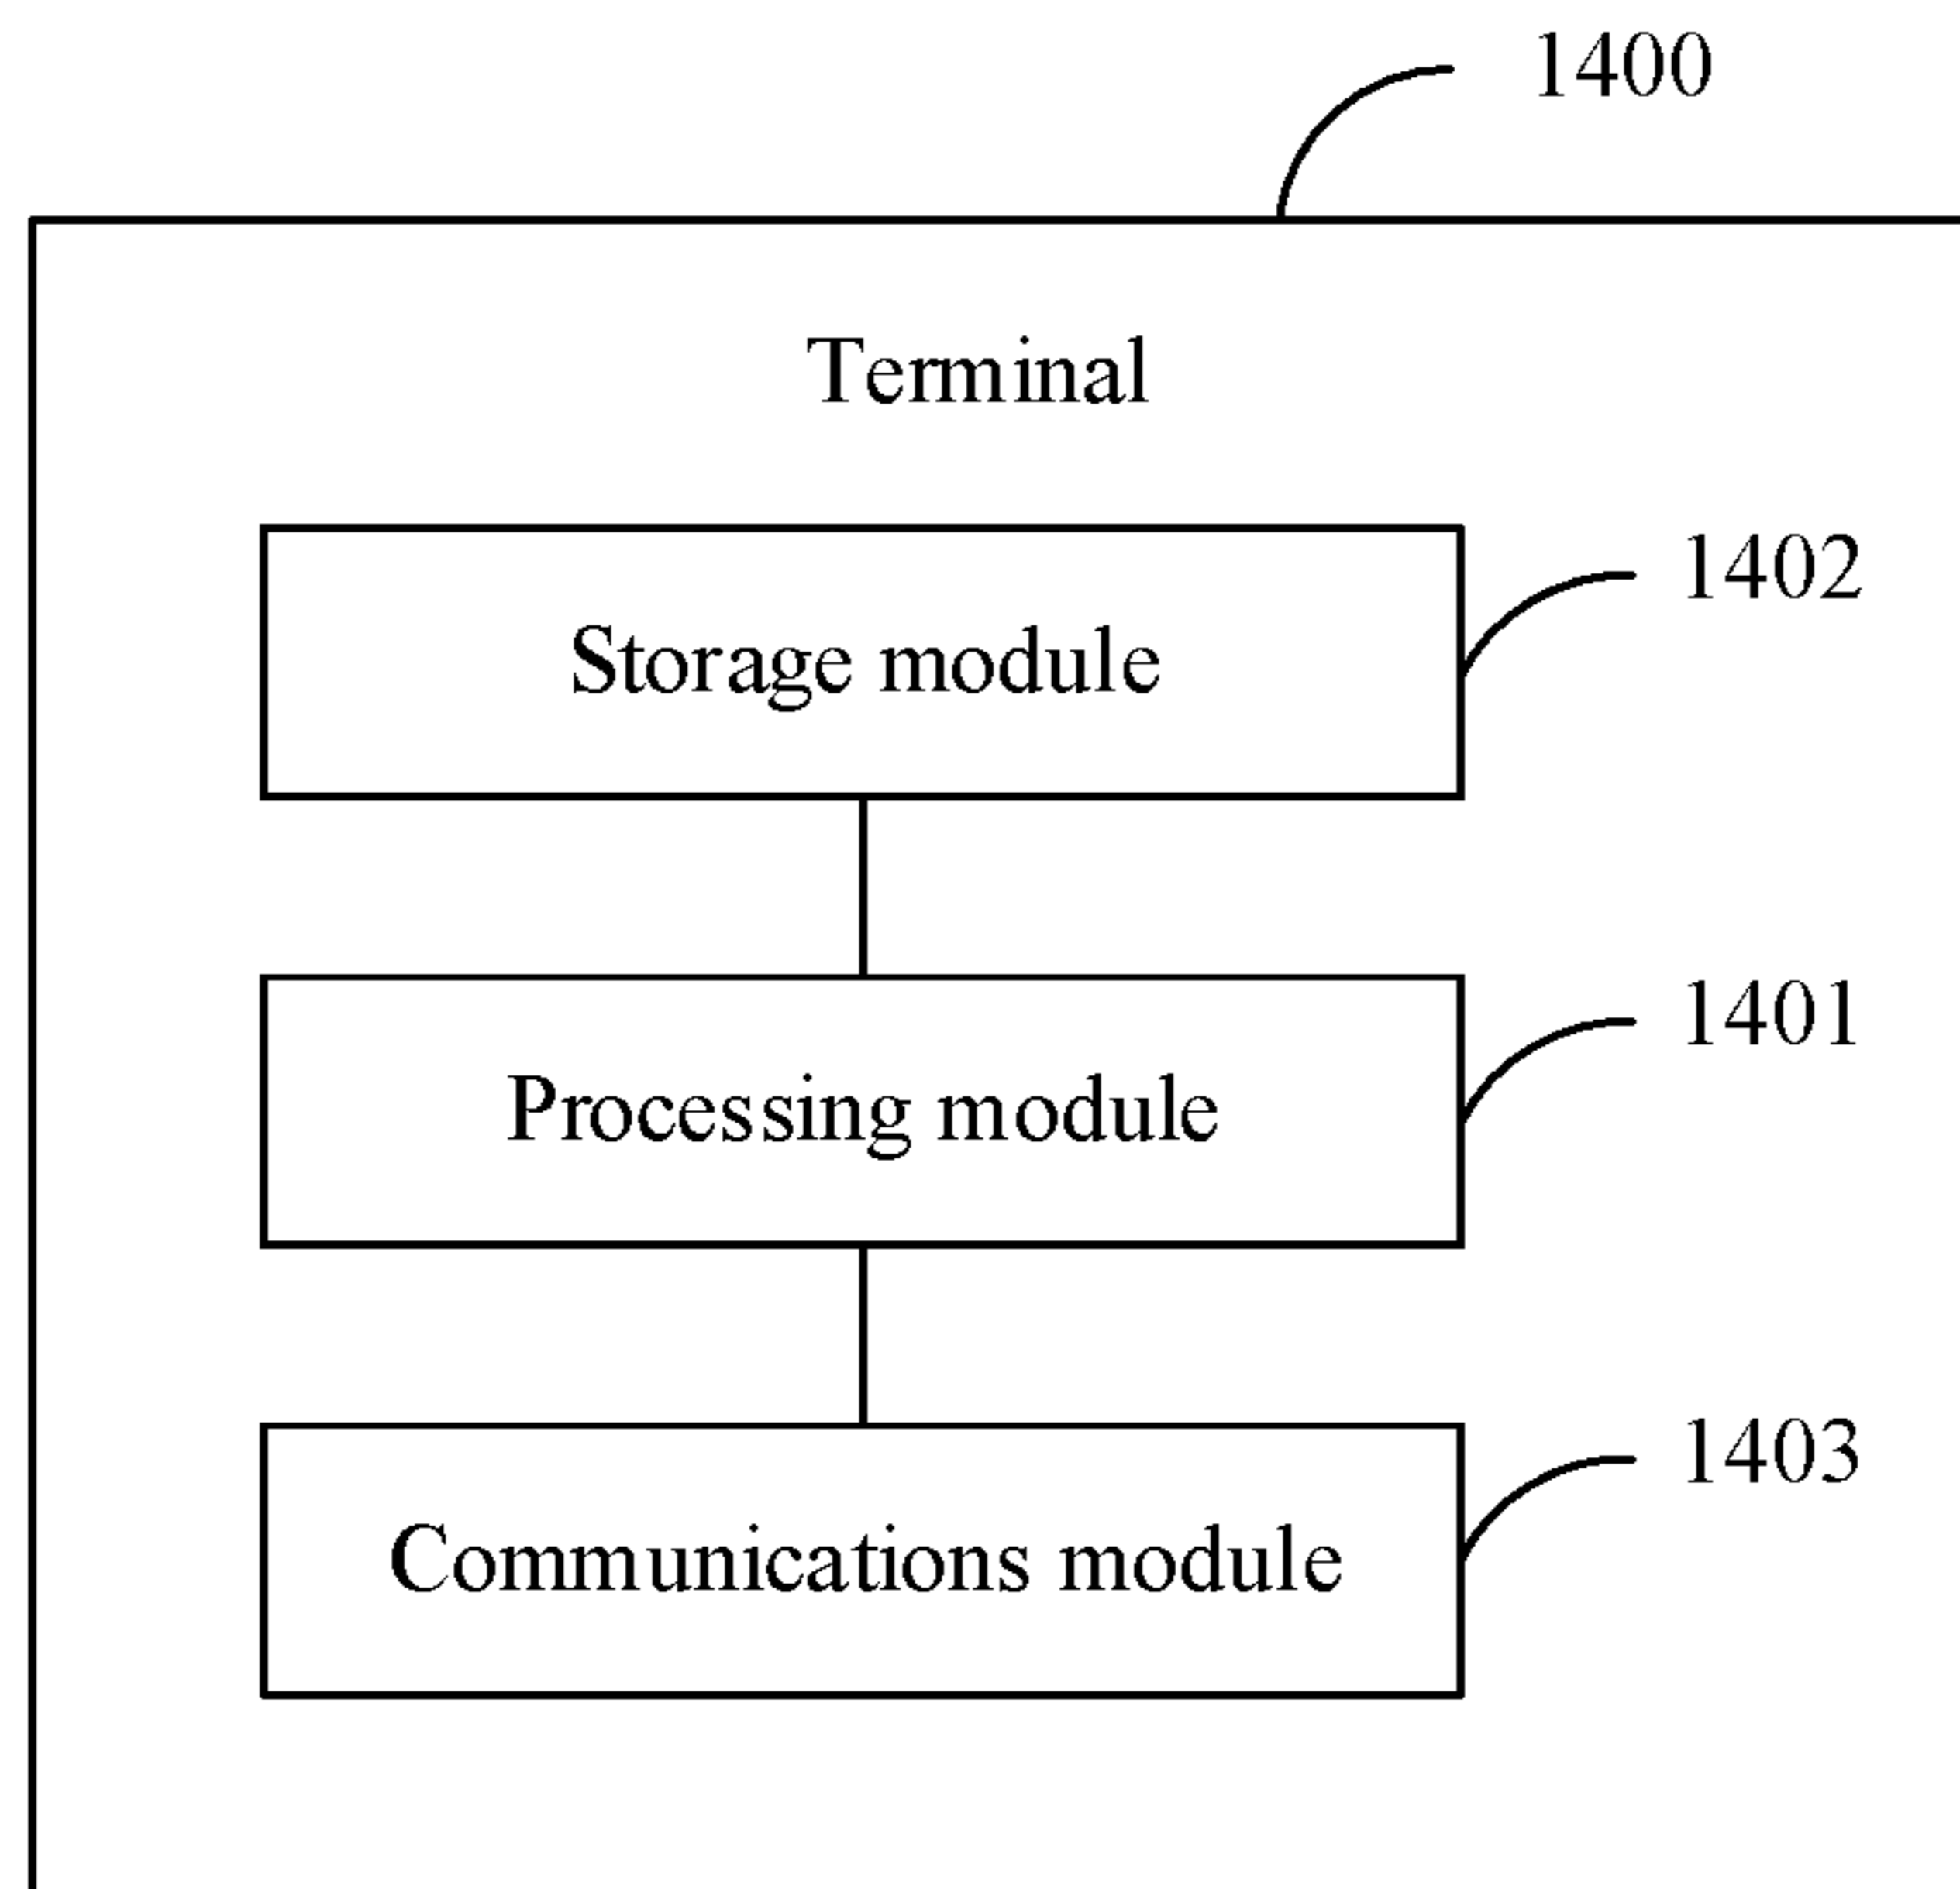 1400
Terminal
1402
Storage module
1401
Processing module
1403
Communications module